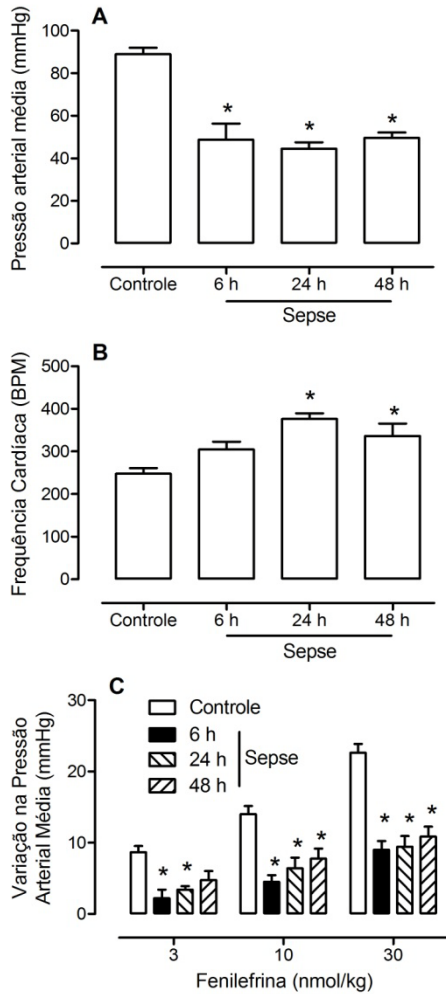 A
Pressão arterial média (mmHg)
100
80
60
40
20
0
*
*
*
Controle
6 h
24 h
48 h
Sepse
B
Frequência Cardíaca (BPM)
500
400
300
200
100
0
*
*
Controle
6 h
24 h
48 h
Sepse
C
Variação na Pressão
Arterial Média (mmHg)
30
20
10
0
Controle
6 h
24 h
48 h
Sepse
* *
* * *
* * *
3
10
30
Fenilefrina (nmol/kg)